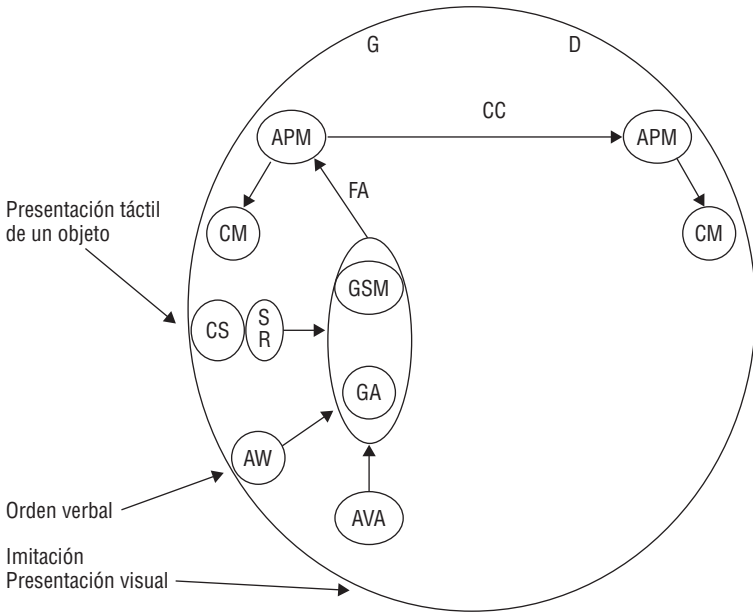 G D
CC
APM APM
FA
Presentación táctil
de un objeto
CM CM
GSM
CS
S
R
GA
AW
Orden verbal
AVA
Imitación
Presentación visual